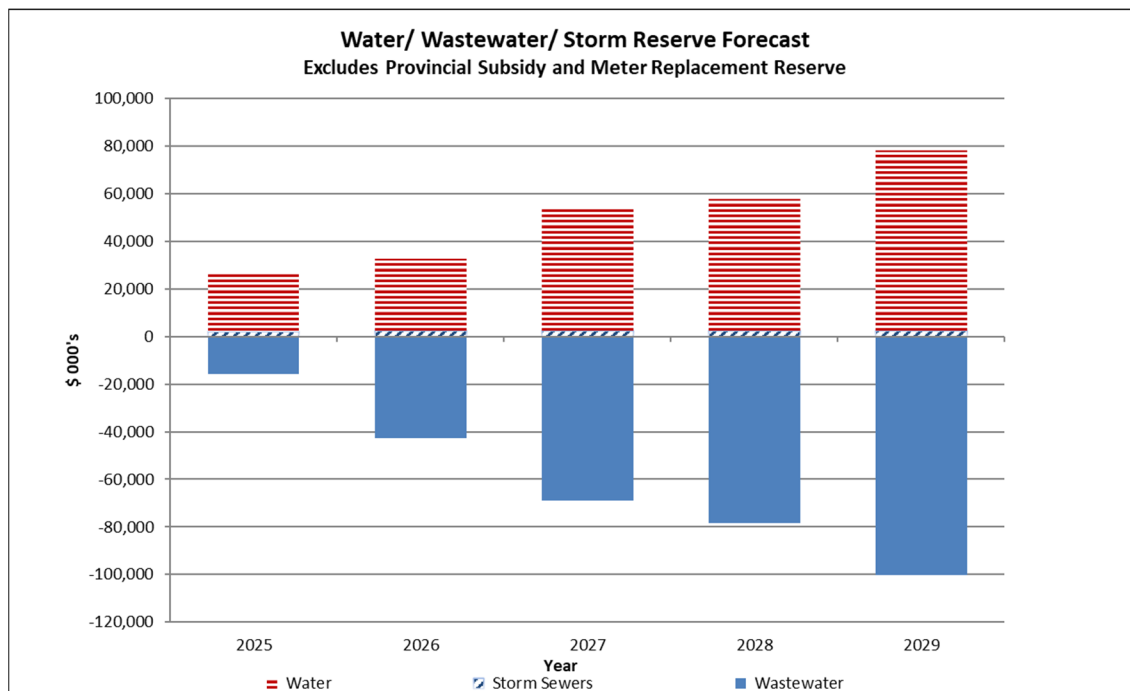 Water/ Wastewater/ Storm Reserve Forecast
Excludes Provincial Subsidy and Meter Replacement Reserve
100,000
80,000
60,000
40,000
20,000
0
-20,000
-40,000
-60,000
-80,000
-100,000
-120,000
$ 000's
2025 2026 2027 2028 2029
Year
Water Storm Sewers Wastewater